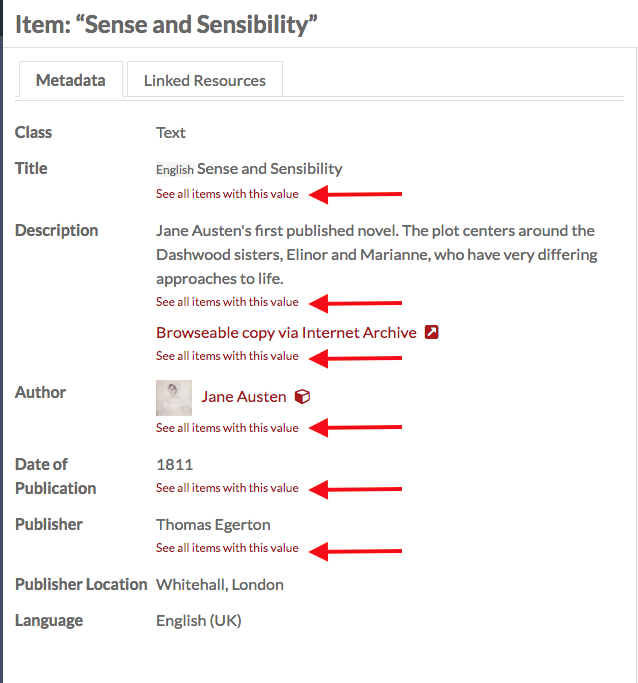 Item: “Sense and Sensibility”
Metadata
Linked Resources
Class
Text
Title
English Sense and Sensibility
See all items with this value
Description
Jane Austen's first published novel. The plot centers around the
Dashwood sisters, Elinor and Marianne, who have very differing
approaches to life.
See all items with this value
Browseable copy via Internet Archive
See all items with this value
Author
Jane Austen
See all items with this value
Date of
Publication
1811
See all items with this value
Publisher
Thomas Egerton
See all items with this value
Publisher Location
Whitehall, London
Language
English (UK)